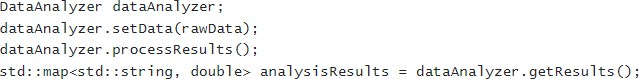 DataAnalyzer dataAnalyzer;
dataAnalyzer.setData(rawData);
dataAnalyzer.processResults();
std::map<std::string, double> analysisResults = dataAnalyzer.getResults();